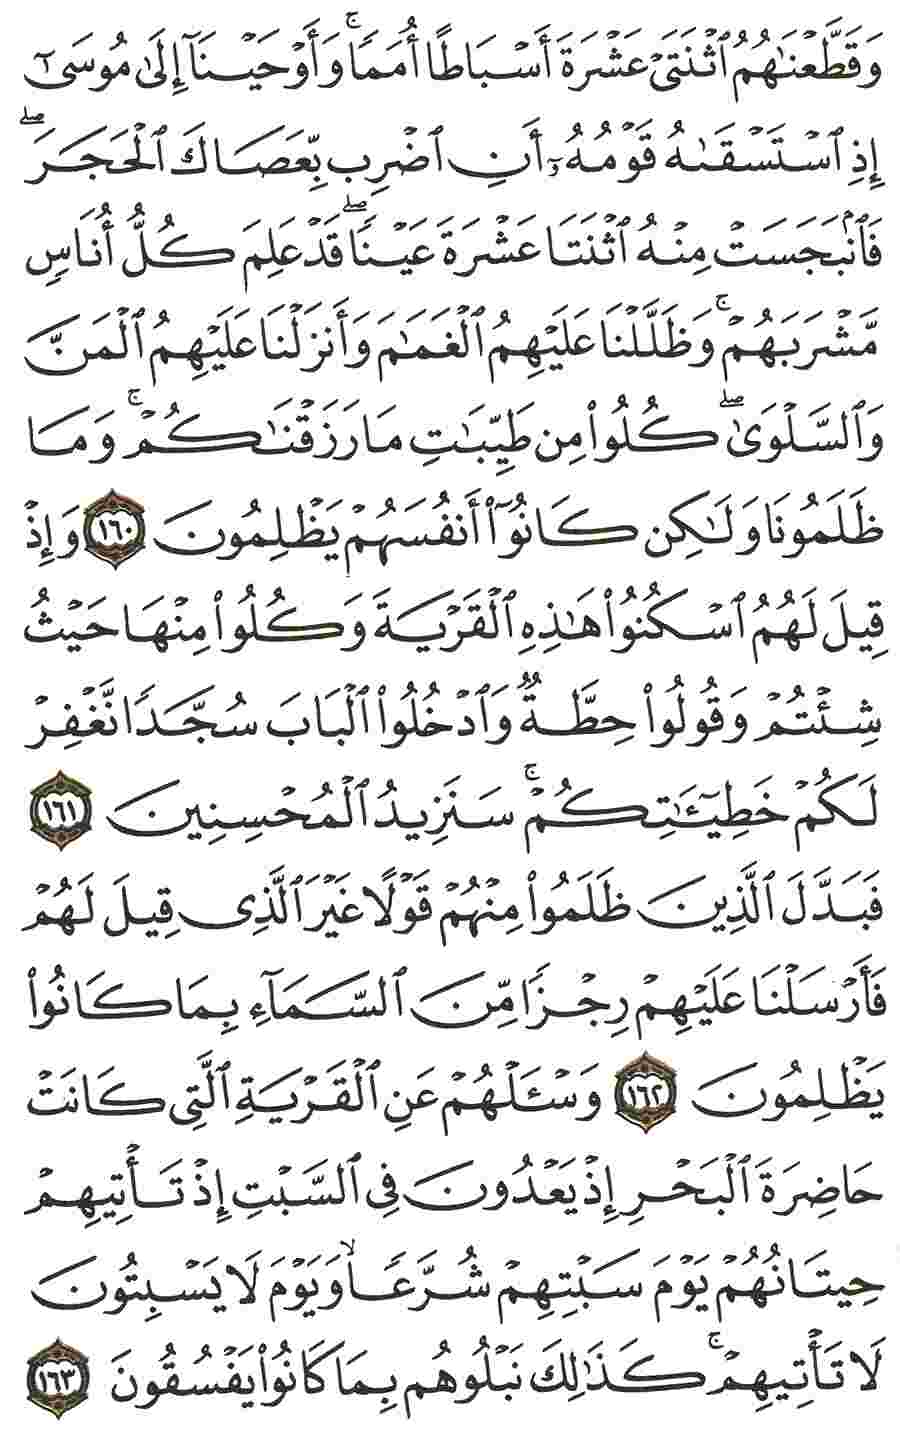 وَقَطَّعۡنَٰهُمُ ٱثۡنَتَيۡ عَشۡرَةَ أَسۡبَاطًا أُمَمٗاۚ وَأَوۡحَيۡنَآ إِلَىٰ مُوسَىٰٓ
إِذِ ٱسۡتَسۡقَىٰهُ قَوۡمُهُۥٓ أَنِ ٱضۡرِب بِّعَصَاكَ ٱلۡحَجَرَۖ
فَٱنۢبَجَسَتۡ مِنۡهُ ٱثۡنَتَا عَشۡرَةَ عَيۡنٗاۖ قَدۡ عَلِمَ كُلُّ أُنَاسٖ
مَّشۡرَبَهُمۡۚ وَظَلَّلۡنَا عَلَيۡهِمُ ٱلۡغَمَٰمَ وَأَنزَلۡنَا عَلَيۡهِمُ ٱلۡمَنَّ
وَٱلسَّلۡوَىٰۖ كُلُواْ مِن طَيِّبَٰتِ مَا رَزَقۡنَٰكُمۡۚ وَمَا
ظَلَمُونَا وَلَٰكِن كَانُوٓاْ أَنفُسَهُمۡ يَظۡلِمُونَ ١٦٠ وَإِذۡ
قِيلَ لَهُمُ ٱسۡكُنُواْ هَٰذِهِ ٱلۡقَرۡيَةَ وَكُلُواْ مِنۡهَا حَيۡثُ
شِئۡتُمۡ وَقُولُواْ حِطَّةٞ وَٱدۡخُلُواْ ٱلۡبَابَ سُجَّدٗا نَّغۡفِرۡ
لَكُمۡ خَطِيٓـَٰٔتِكُمۡۚ سَنَزِيدُ ٱلۡمُحۡسِنِينَ ١٦١
فَبَدَّلَ ٱلَّذِينَ ظَلَمُواْ مِنۡهُمۡ قَوۡلًا غَيۡرَ ٱلَّذِي قِيلَ لَهُمۡ
فَأَرۡسَلۡنَا عَلَيۡهِمۡ رِجۡزٗا مِّنَ ٱلسَّمَآءِ بِمَا كَانُواْ
يَظۡلِمُونَ ١٦٢ وَسۡـَٔلۡهُمۡ عَنِ ٱلۡقَرۡيَةِ ٱلَّتِي كَانَتۡ
حَاضِرَةَ ٱلۡبَحۡرِ إِذۡ يَعۡدُونَ فِي ٱلسَّبۡتِ إِذۡ تَأۡتِيهِمۡ
حِيتَانُهُمۡ يَوۡمَ سَبۡتِهِمۡ شُرَّعٗا وَيَوۡمَ لَا يَسۡبِتُونَ
لَا تَأۡتِيهِمۡۚ كَذَٰلِكَ نَبۡلُوهُم بِمَا كَانُواْ يَفۡسُقُونَ ١٦٣